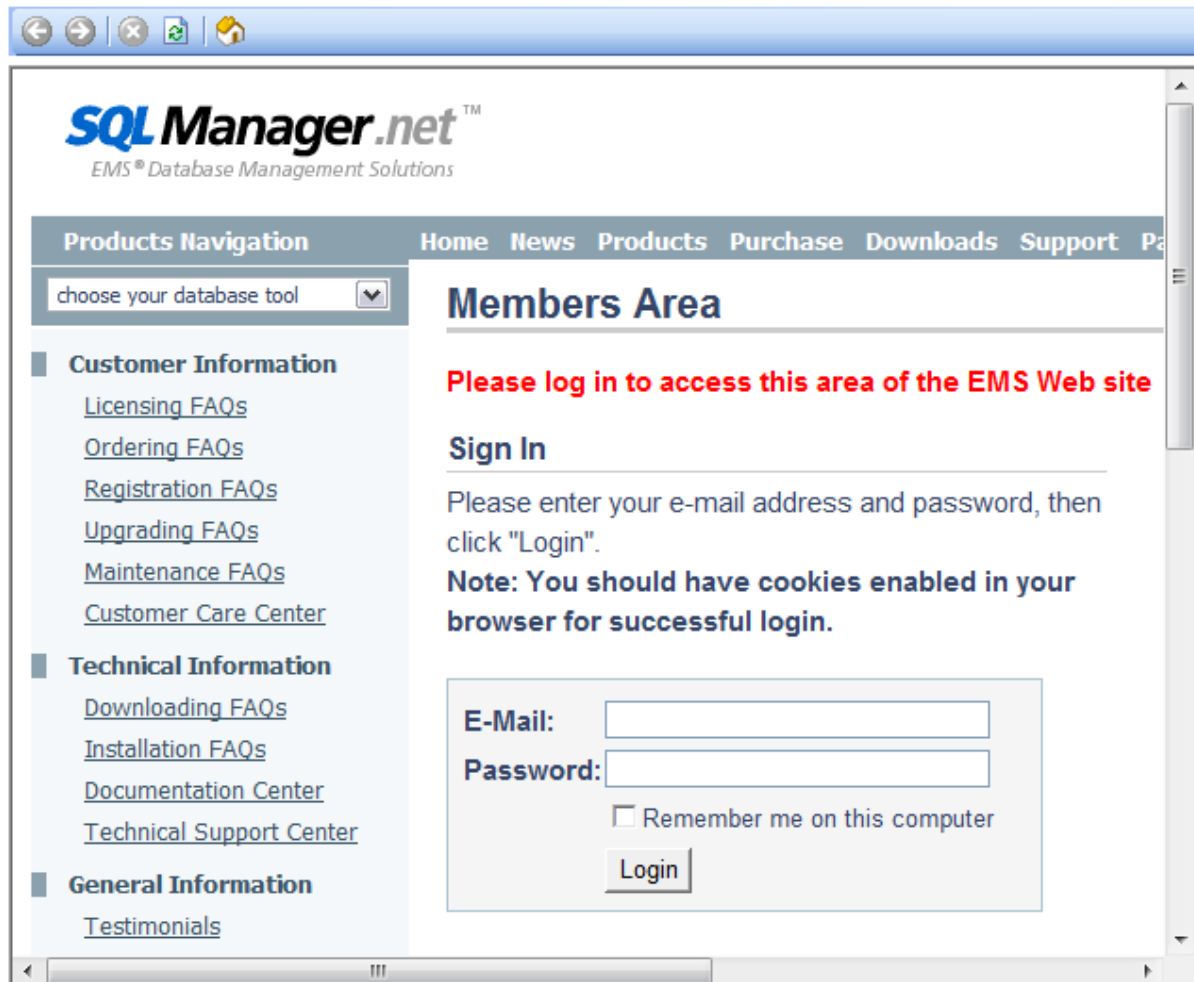 SQL Manager.net™
EMS® Database Management Solutions
Products Navigation
Home News Products Purchase Downloads Support
choose your database tool
Customer Information
Licensing FAQs
Ordering FAQs
Registration FAQs
Upgrading FAQs
Maintenance FAQs
Customer Care Center
Technical Information
Downloading FAQs
Installation FAQs
Documentation Center
Technical Support Center
General Information
Testimonials
Members Area
Please log in to access this area of the EMS Web site
Sign In
Please enter your e-mail address and password, then
click "Login".
Note: You should have cookies enabled in your
browser for successful login.
E-Mail:
Password:
Remember me on this computer
Login